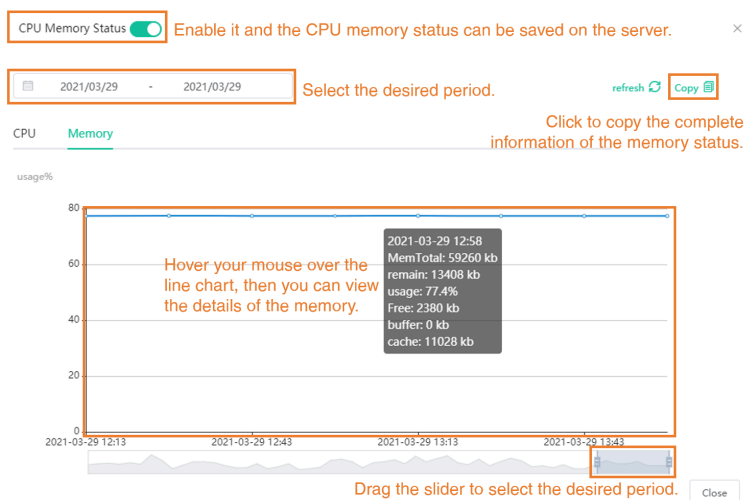 CPU Memory Status Enable it and the CPU memory status can be saved on the server.
2021/03/29 - 2021/03/29 Select the desired period. refresh Copy
Click to copy the complete
information of the memory status.
CPU Memory
usage%
80
60
40
20
0
Hover your mouse over the
line chart, then you can view
the details of the memory.
2021-03-29 12:58
MemTotal: 59260 kb
remain: 13408 kb
usage: 77.4%
Free: 2380 kb
buffer: 0 kb
cache: 11028 kb
2021-03-29 12:13 2021-03-29 12:43 2021-03-29 13:13 2021-03-29 13:43
Drag the slider to select the desired period.
Close